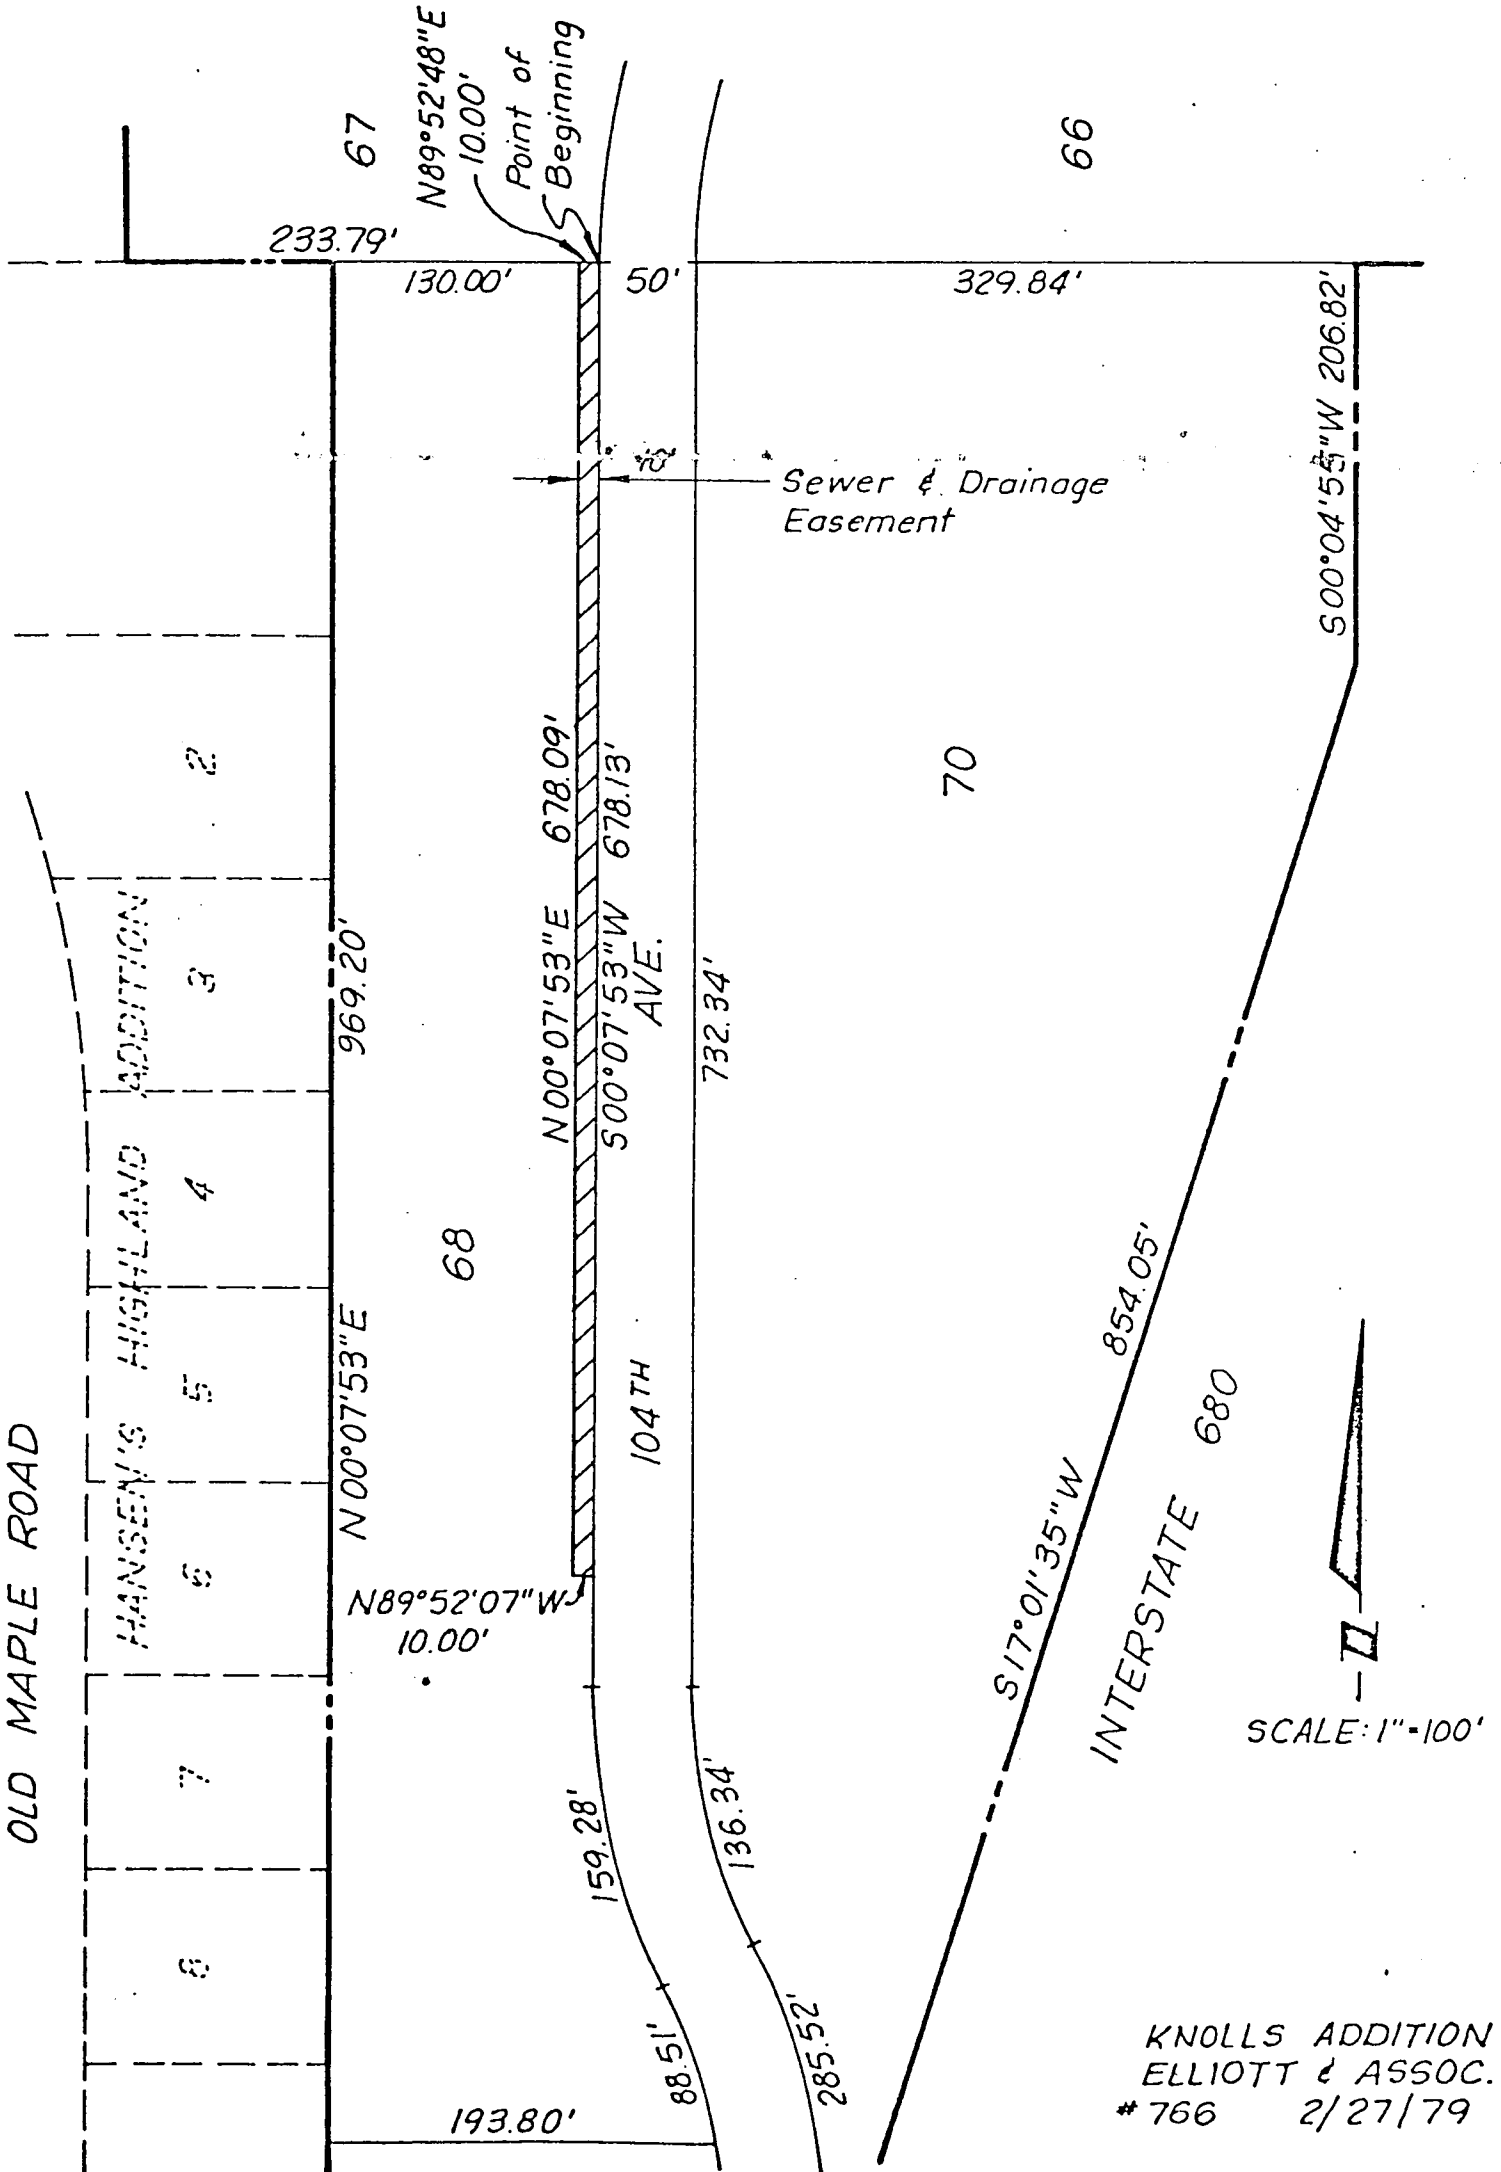 N89°52'48"E
10.00'
Point of
Beginning
67
66
233.79'
130.00'
50'
329.84'
S00°04'55"W 206.82'
10'
Sewer & Drainage
Easement
2
3
4
5
6
7
8
HANSEN'S HIGHLAND ADDITION
OLD MAPLE ROAD
969.20'
N00°07'53"E
N00°07'53"E 678.09'
S00°07'53"W 678.13'
104TH AVE.
732.34'
70
68
N89°52'07"W
10.00'
S17°01'35"W 854.05'
INTERSTATE 680
159.28'
136.34'
88.51'
285.52'
193.80'
N
SCALE: 1"=100'
KNOLLS ADDITION
ELLIOTT & ASSOC.
#766 2/27/79